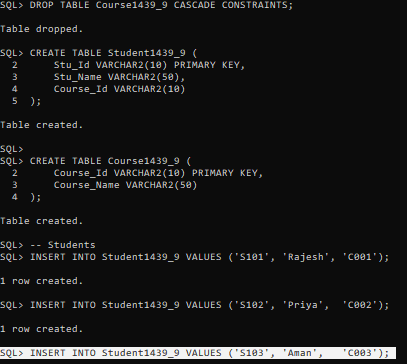 SQL> DROP TABLE Course1439_9 CASCADE CONSTRAINTS;
Table dropped.
SQL> CREATE TABLE Student1439_9 (
  2      Stu_Id VARCHAR2(10) PRIMARY KEY,
  3      Stu_Name VARCHAR2(50),
  4      Course_Id VARCHAR2(10)
  5  );
Table created.
SQL>
SQL> CREATE TABLE Course1439_9 (
  2      Course_Id VARCHAR2(10) PRIMARY KEY,
  3      Course_Name VARCHAR2(50)
  4  );
Table created.
SQL> -- Students
SQL> INSERT INTO Student1439_9 VALUES ('S101', 'Rajesh', 'C001');
1 row created.
SQL> INSERT INTO Student1439_9 VALUES ('S102', 'Priya',  'C002');
1 row created.
SQL> INSERT INTO Student1439_9 VALUES ('S103', 'Aman',   'C003');